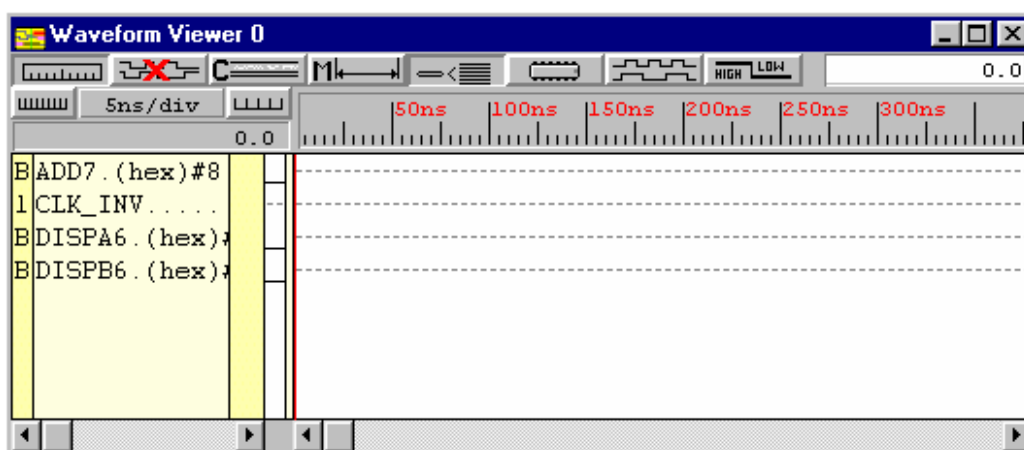 Waveform Viewer 0
C M HIGH LOW 0.0
5ns/div 50ns 100ns 150ns 200ns 250ns 300ns
0.0
B ADD7.(hex)#8
1 CLK_INV.....
B DISPA6.(hex)#
B DISPB6.(hex)#